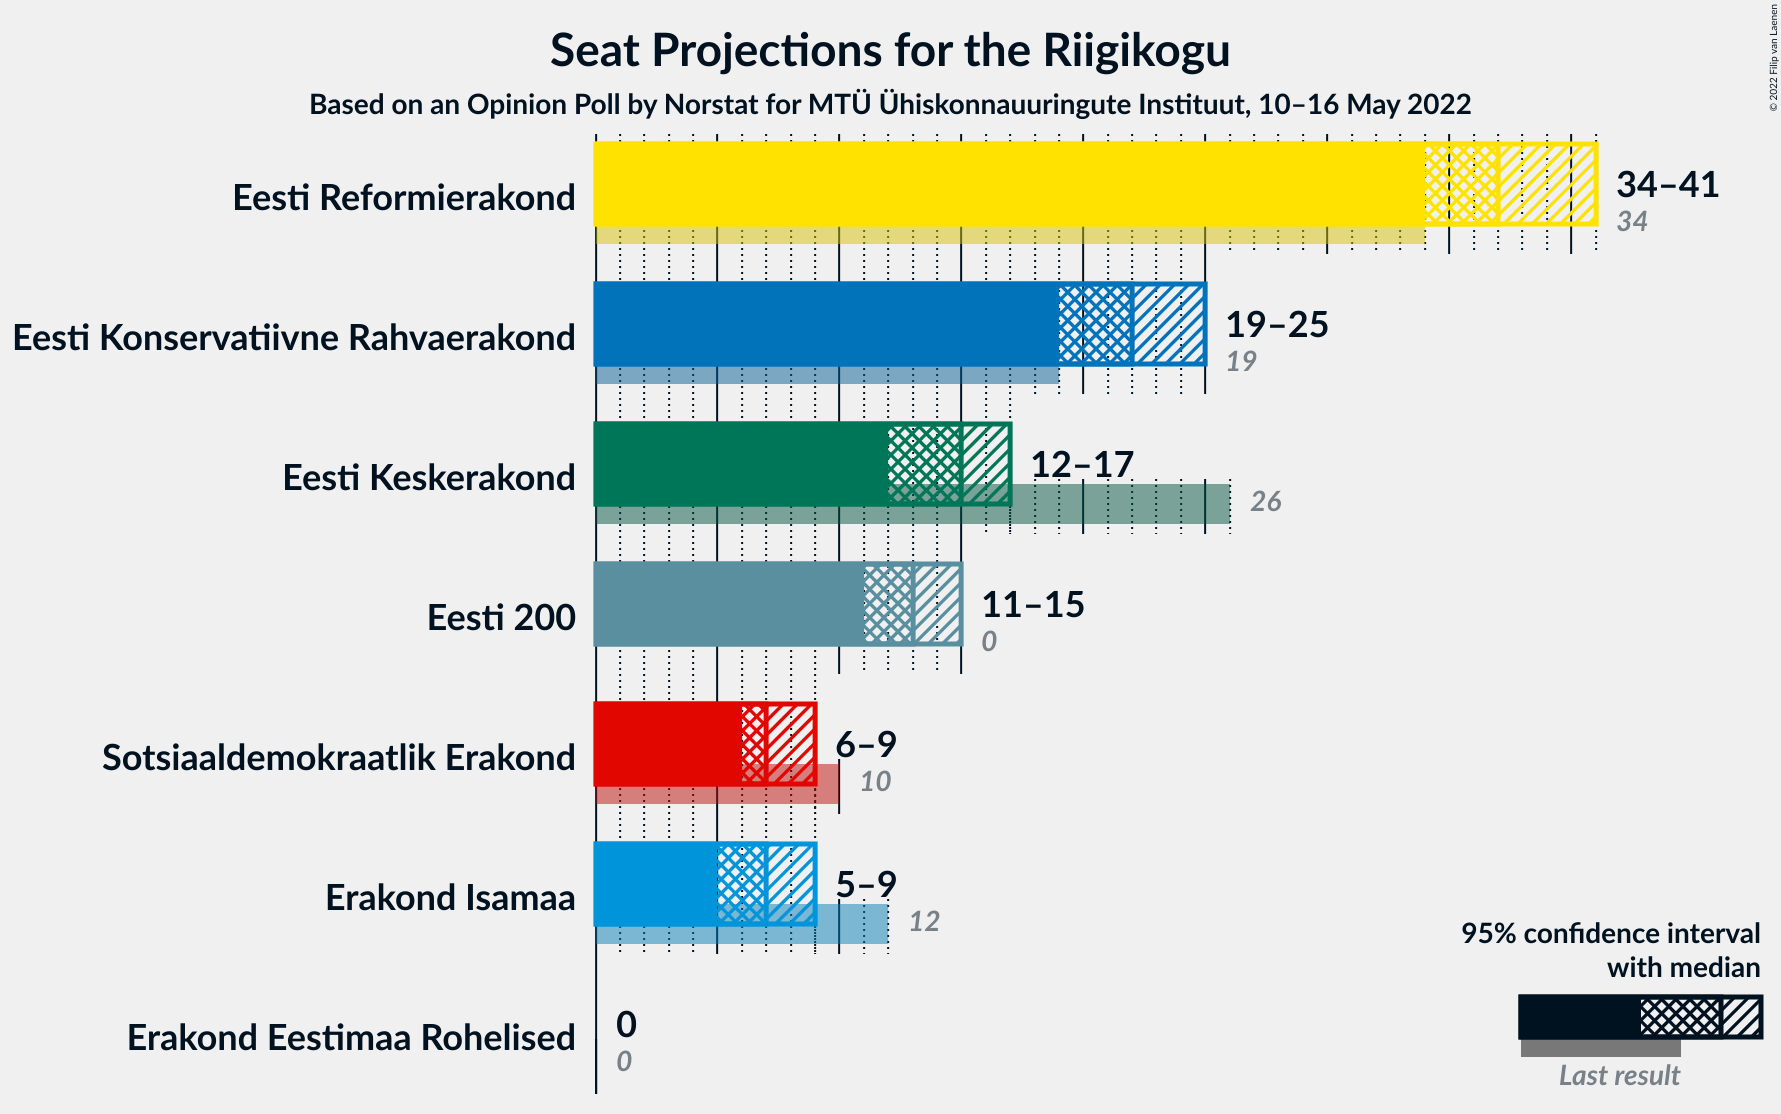 Seat Projections for the Riigikogu
Based on an Opinion Poll by Norstat for MTÜ Ühiskonnauuringute Instituut, 10–16 May 2022
© 2022 Filip van Laenen
Eesti Reformierakond
34–41
34
Eesti Konservatiivne Rahvaerakond
19–25
19
Eesti Keskerakond
12–17
26
Eesti 200
11–15
0
Sotsiaaldemokraatlik Erakond
6–9
10
Erakond Isamaa
5–9
12
Erakond Eestimaa Rohelised
0
0
95% confidence interval
with median
Last result